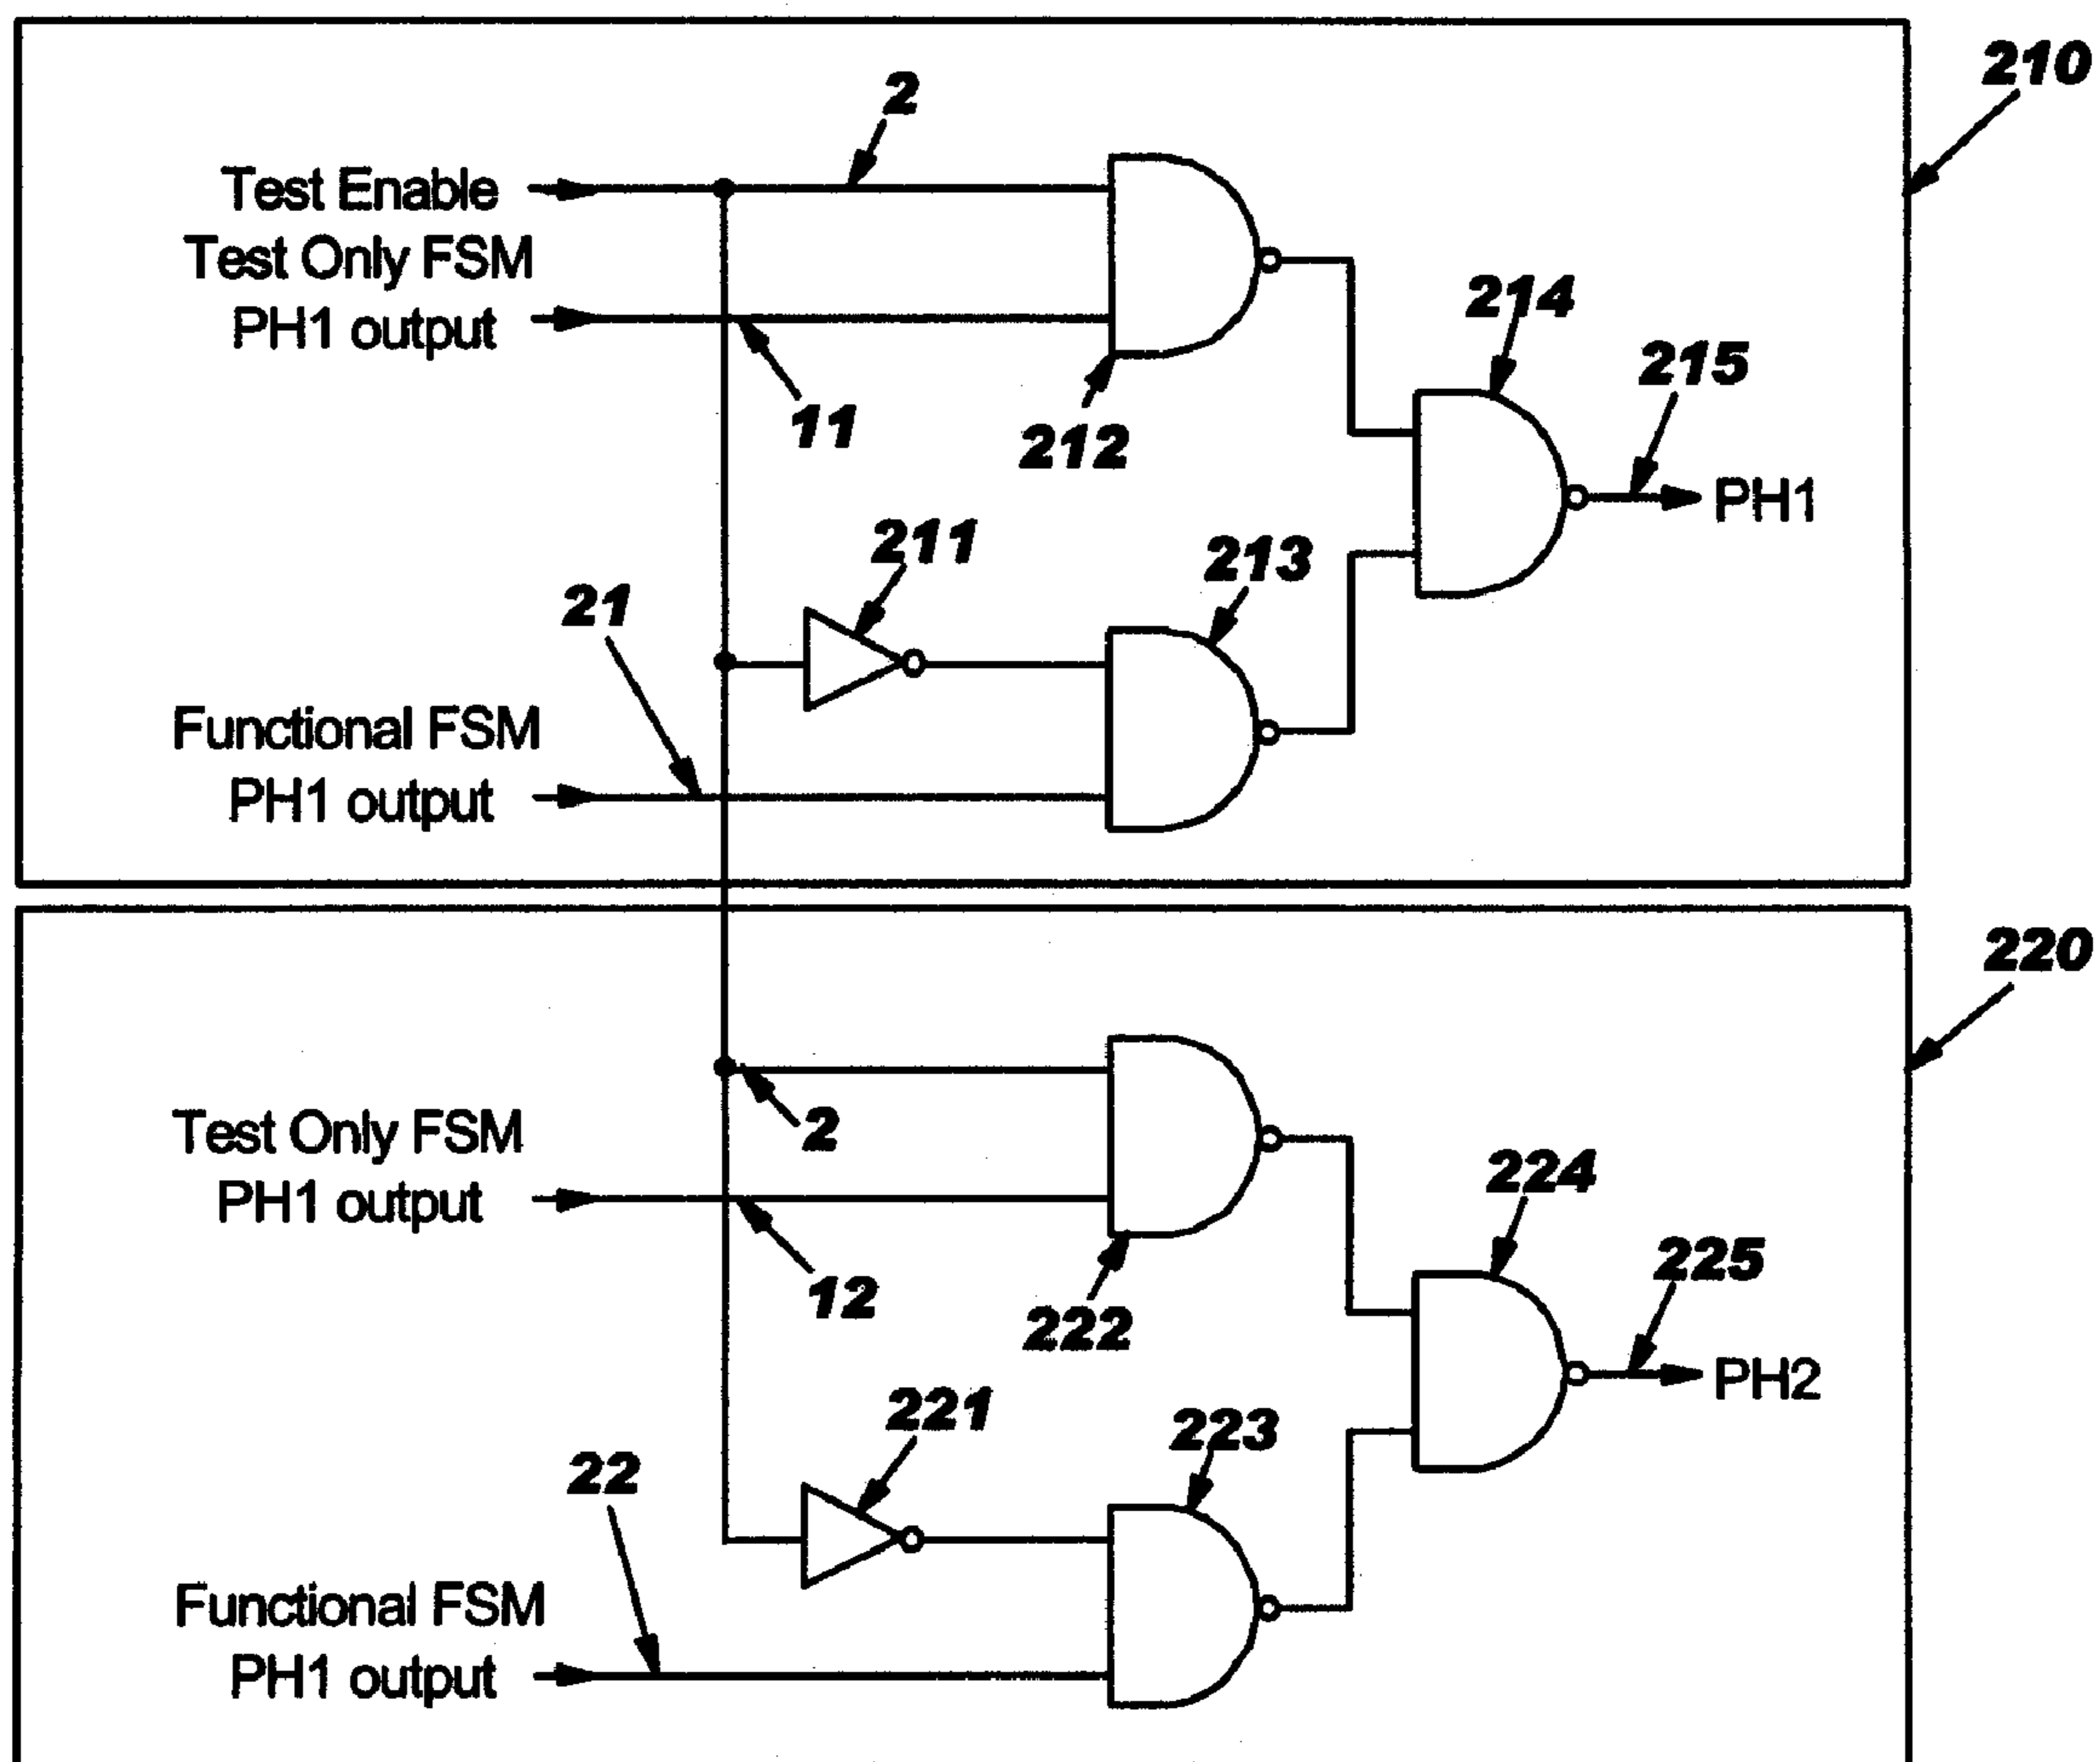 210
2
Test Enable
Test Only FSM
PH1 output
11
212
214
215
PH1
211
213
21
Functional FSM
PH1 output
220
2
Test Only FSM
PH1 output
12
222
224
225
PH2
221
223
22
Functional FSM
PH1 output